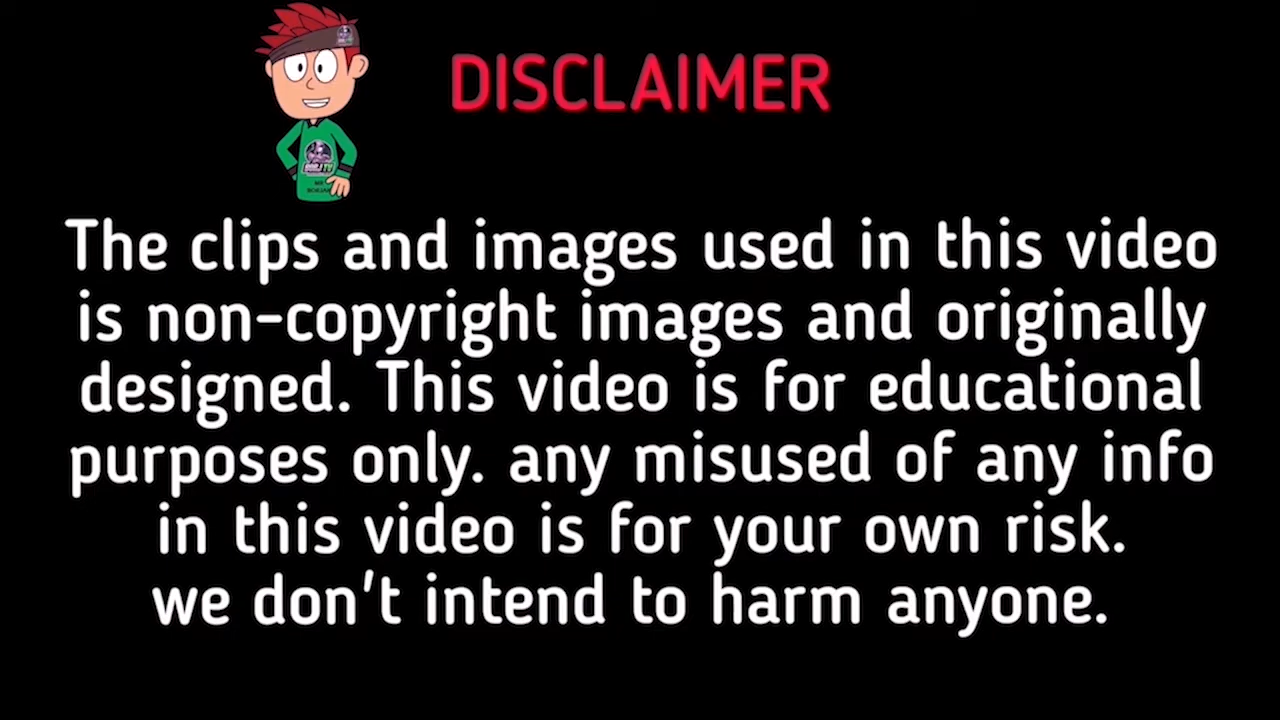 DISCLAIMER
The clips and images used in this video
is non-copyright images and originally
designed. This video is for educational
purposes only. any misused of any info
in this video is for your own risk.
we don't intend to harm anyone.